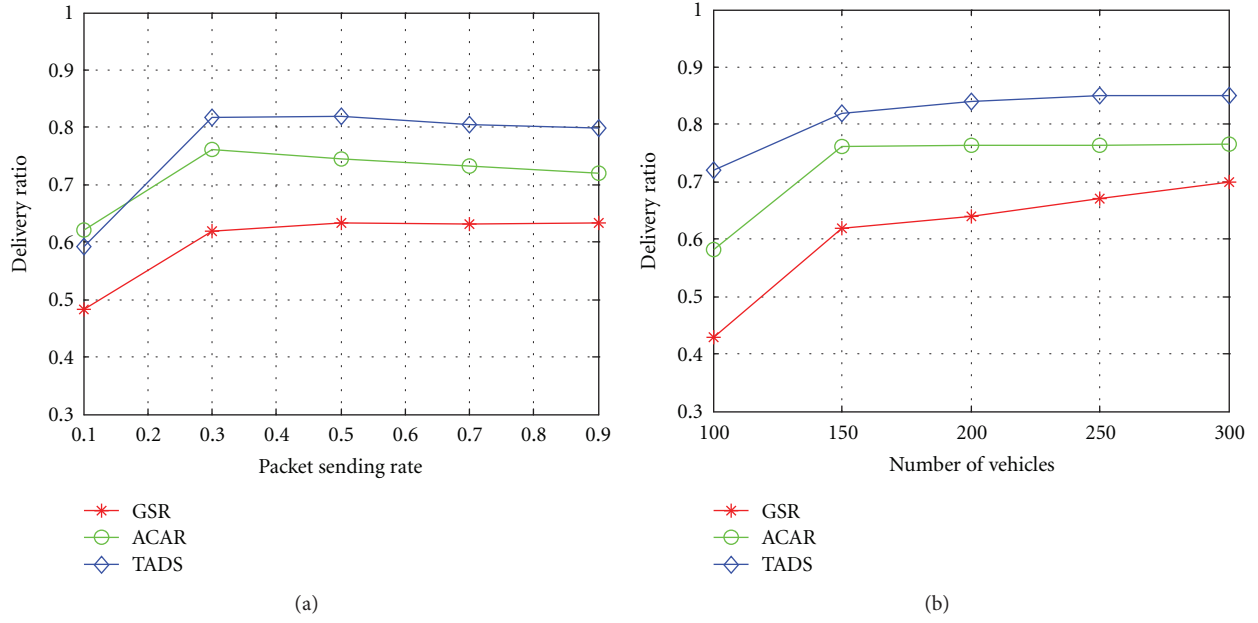 1
0.9
0.8
0.7
0.6
0.5
0.4
0.3
Delivery ratio
0.1 0.2 0.3 0.4 0.5 0.6 0.7 0.8 0.9
Packet sending rate
GSR
ACAR
TADS
(a)
1
0.9
0.8
0.7
0.6
0.5
0.4
0.3
Delivery ratio
100 150 200 250 300
Number of vehicles
GSR
ACAR
TADS
(b)